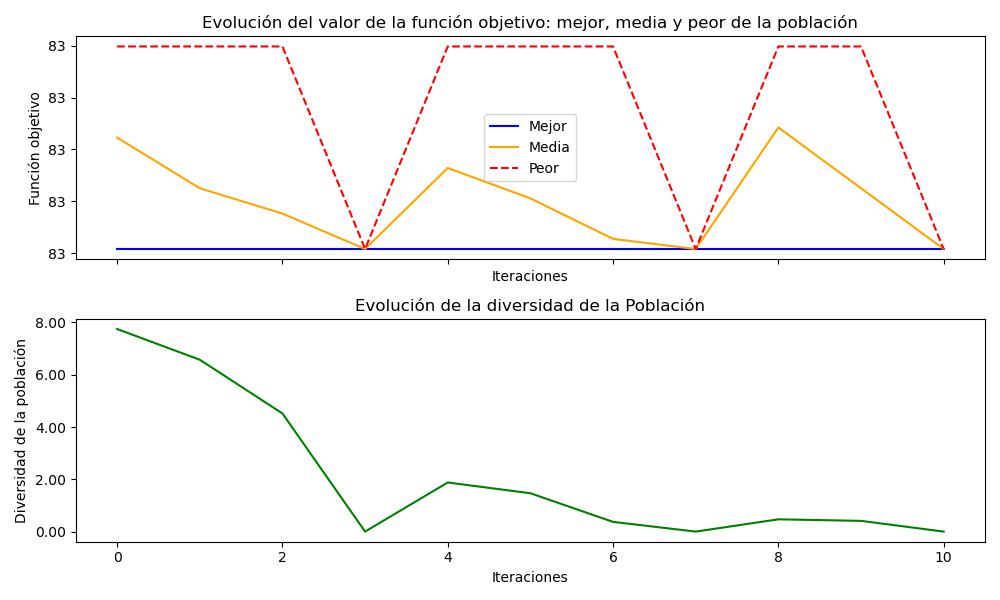 Evolución del valor de la función objetivo: mejor, media y peor de la población
Función objetivo
83
83
83
83
83
Mejor
Media
Peor
Iteraciones
Evolución de la diversidad de la Población
Diversidad de la población
8.00
6.00
4.00
2.00
0.00
0 2 4 6 8 10
Iteraciones